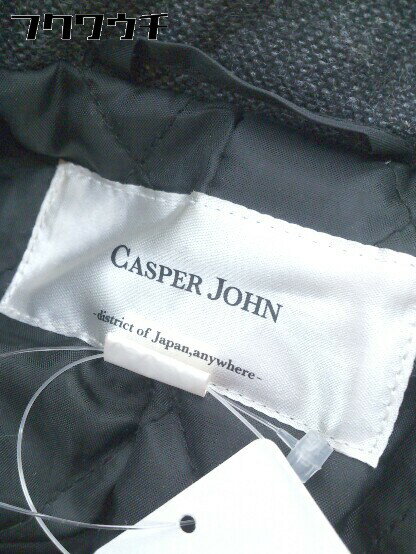 フクワウチ
CASPER JOHN
-district of Japan,anywhere-